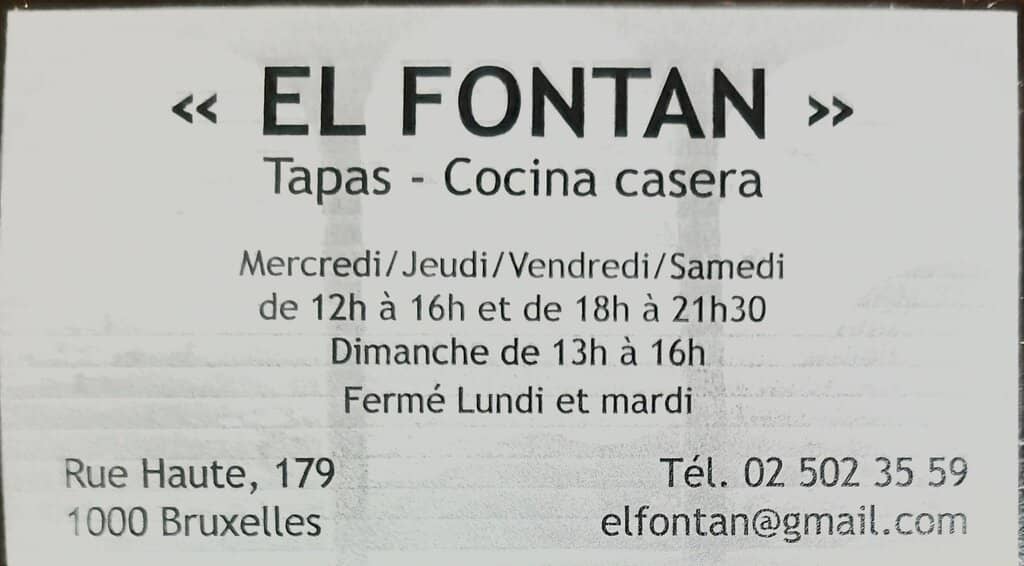 « EL FONTAN »
Tapas - Cocina casera
Mercredi/Jeudi/Vendredi/Samedi
de 12h à 16h et de 18h à 21h30
Dimanche de 13h à 16h
Fermé Lundi et mardi
Rue Haute, 179
1000 Bruxelles
Tél. 02 502 35 59
elfontan@gmail.com